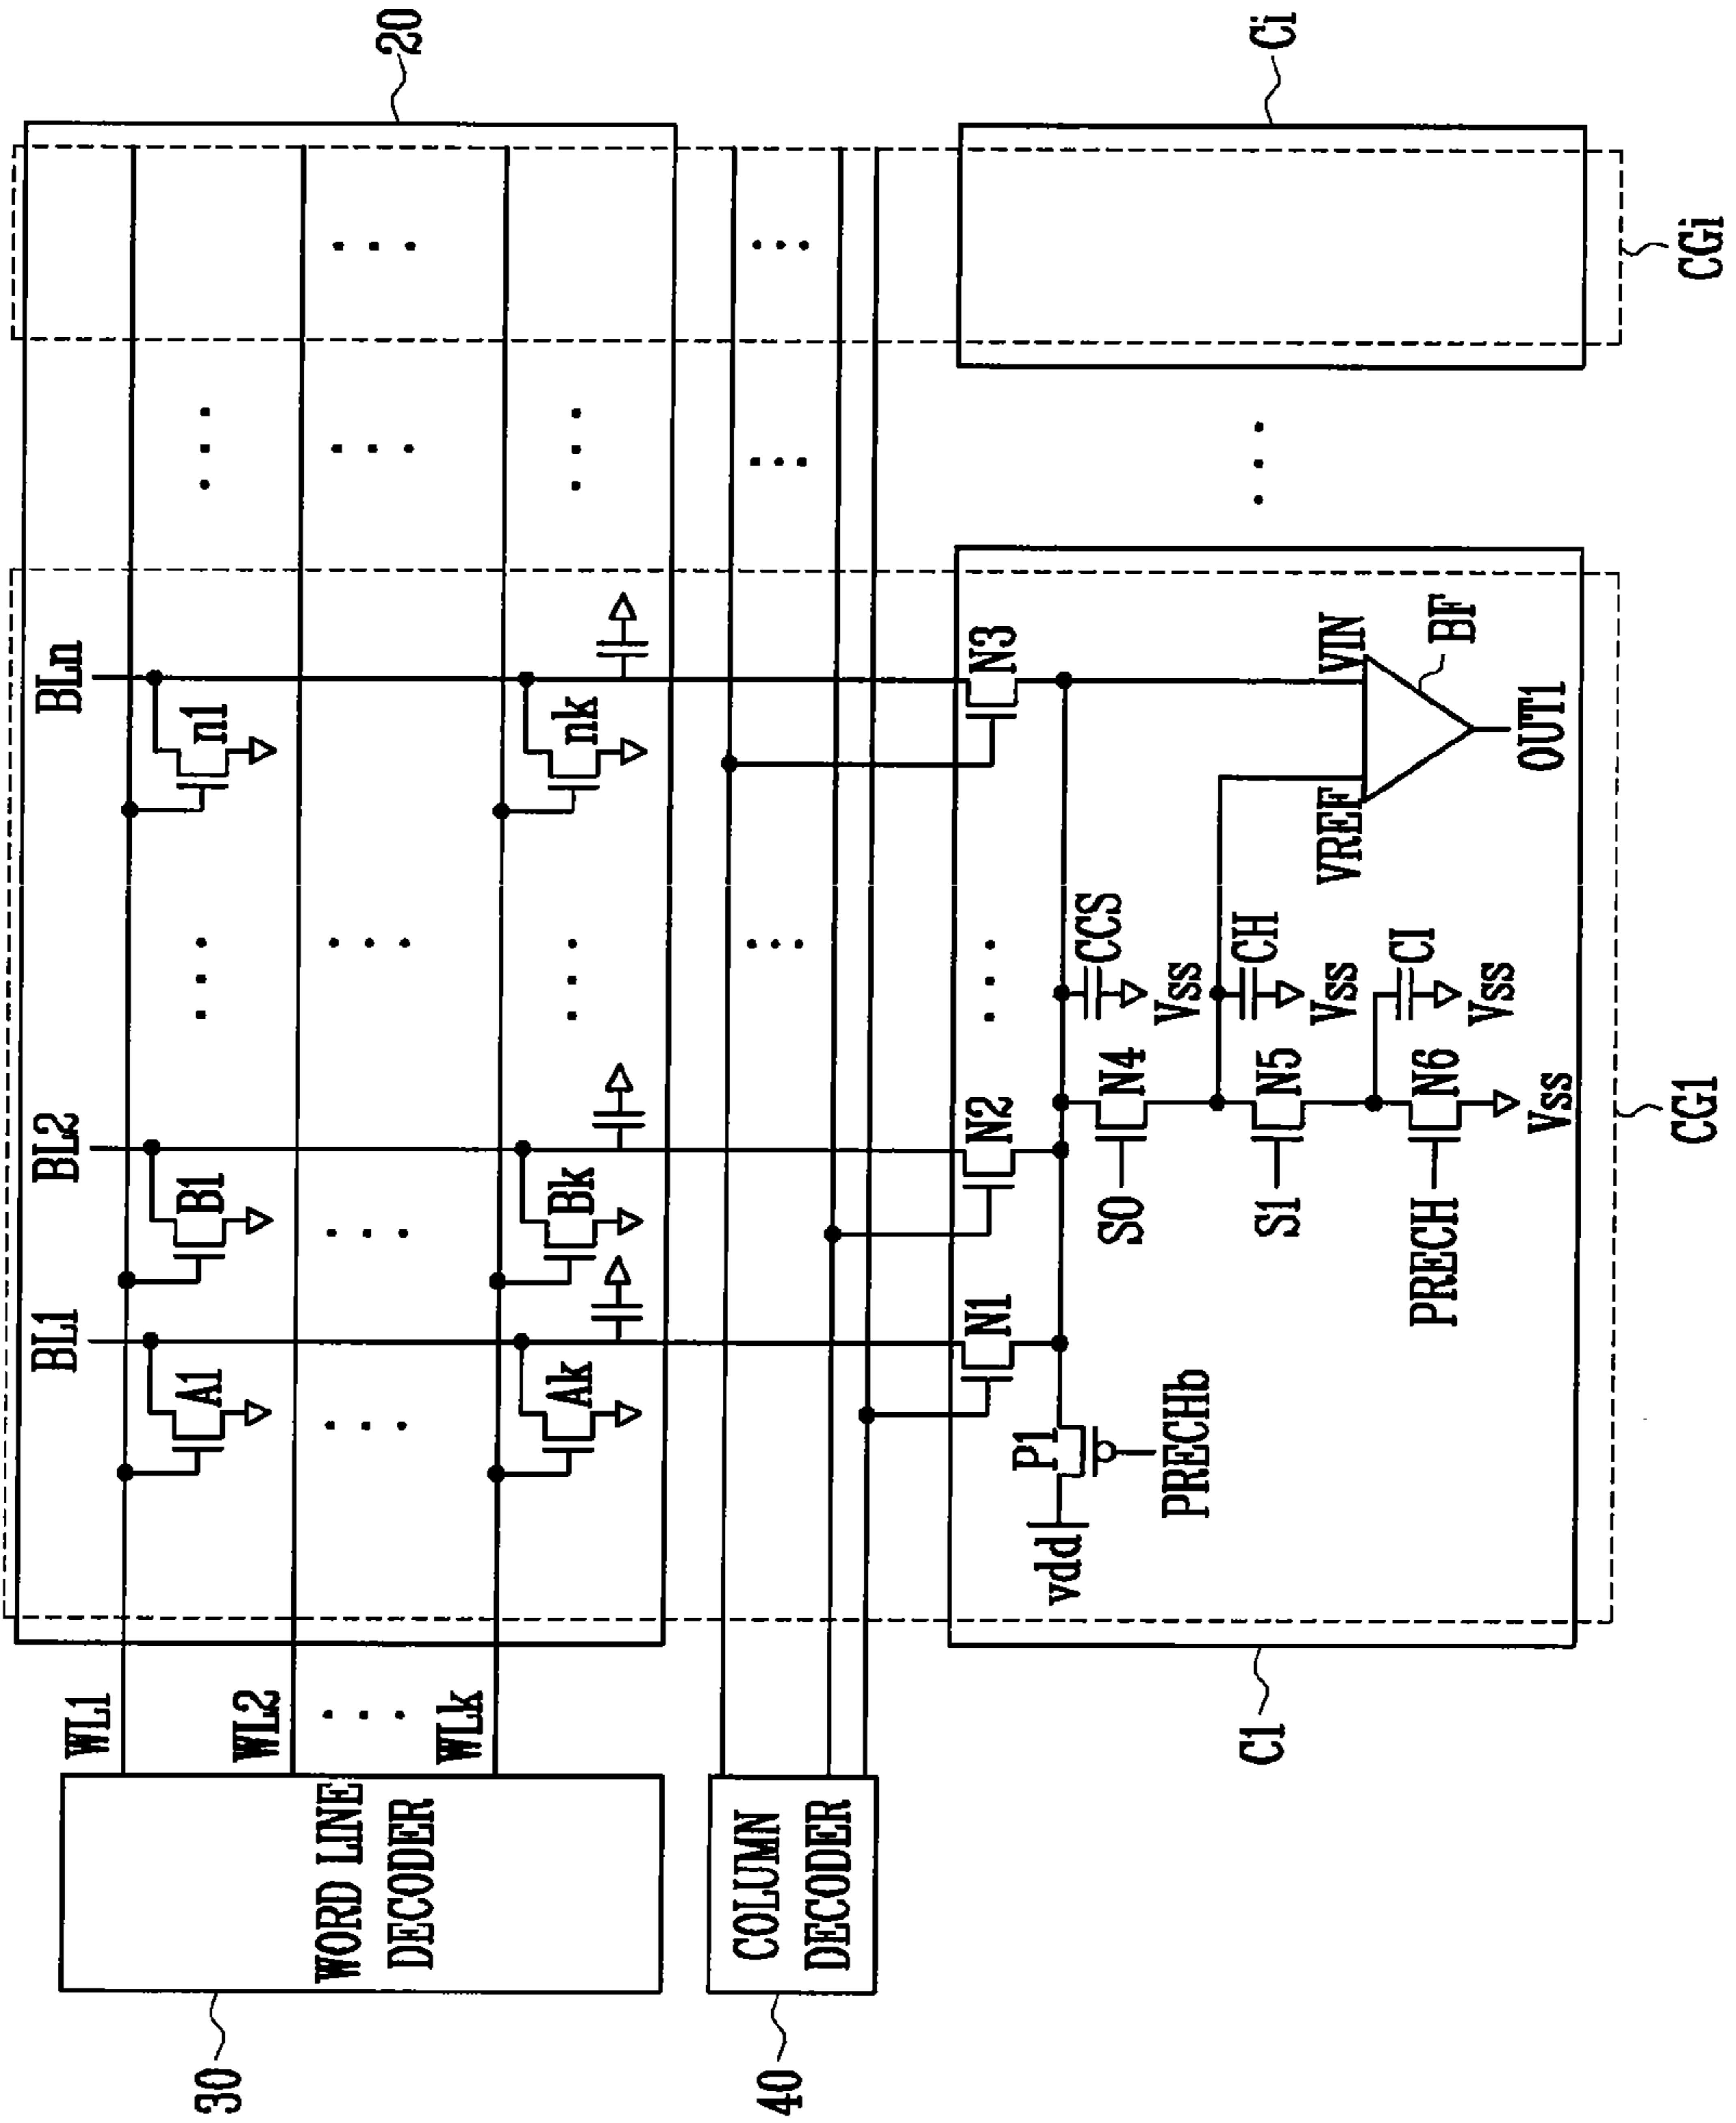 20
Ci
CGi
BL1
BL2
BLn
WL1
WL2
WLk
A1
B1
n1
Ak
Bk
nk
30
WORD LINE
DECODER
40
COLUMN
DECODER
N1
N2
N3
vdd
P1
PRECHb
CCS
Vss
S0
N4
CH
Vss
S1
N5
CI
Vss
PRECH
N6
Vss
VREF
VIN
BF
OUT1
C1
CG1